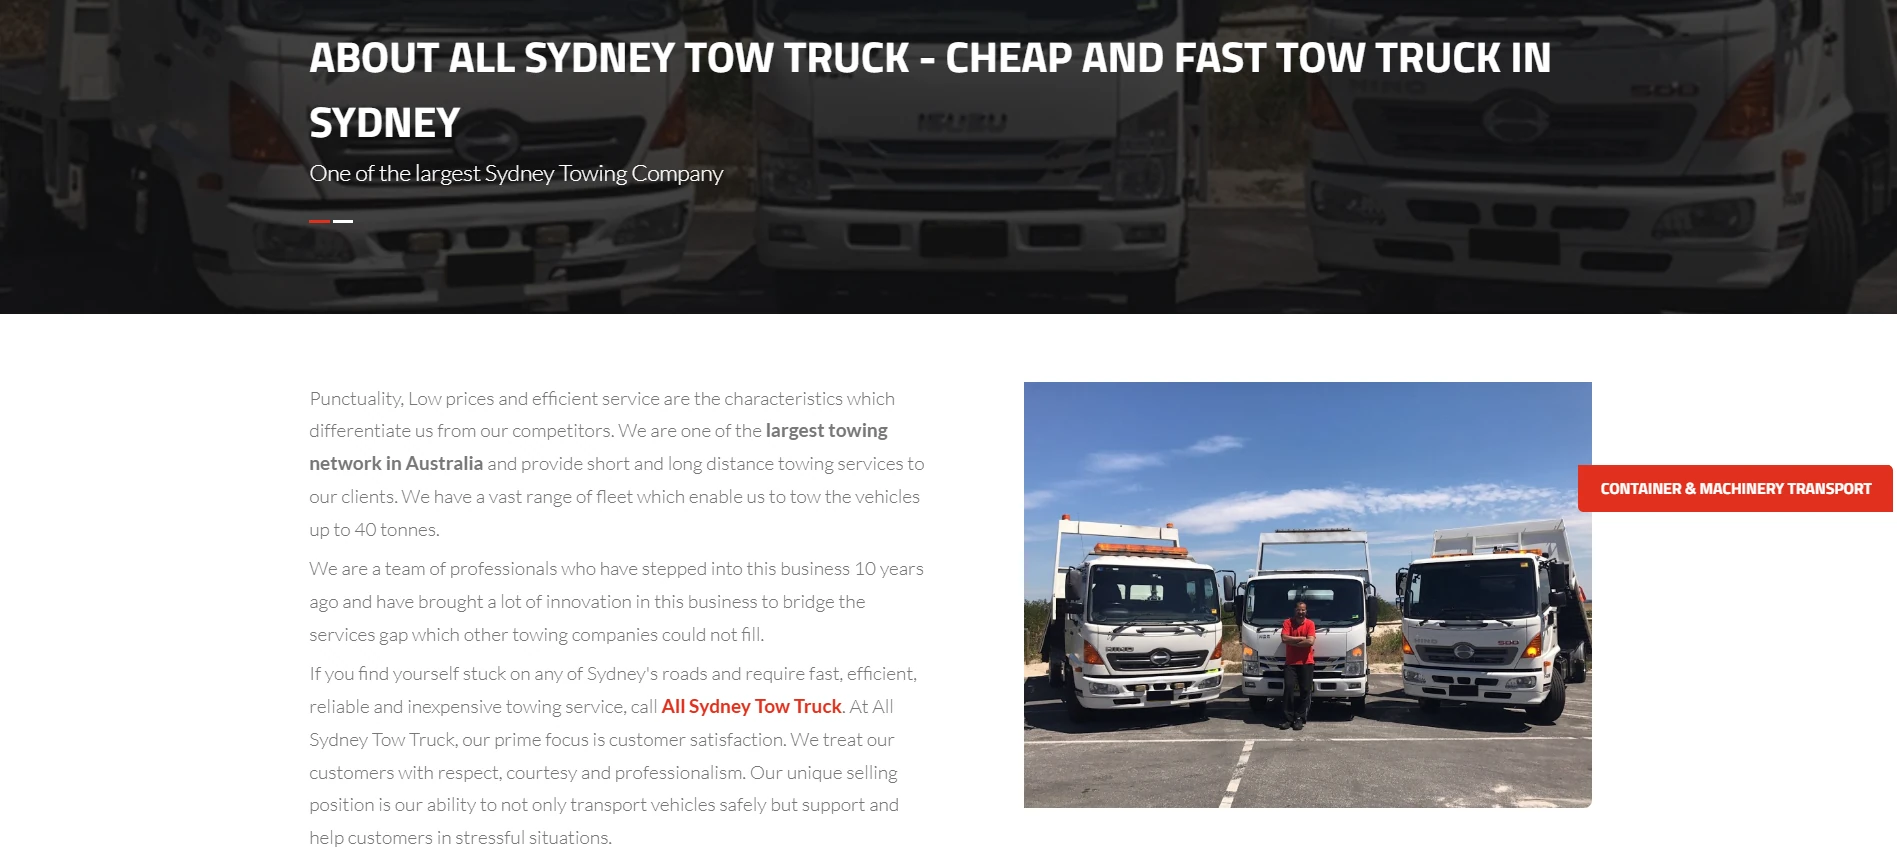 ABOUT ALL SYDNEY TOW TRUCK - CHEAP AND FAST TOW TRUCK IN
SYDNEY
One of the largest Sydney Towing Company
ISUZU
HINO
500
Punctuality, Low prices and efficient service are the characteristics which
differentiate us from our competitors. We are one of the largest towing
network in Australia and provide short and long distance towing services to
our clients. We have a vast range of fleet which enable us to tow the vehicles
up to 40 tonnes.
We are a team of professionals who have stepped into this business 10 years
ago and have brought a lot of innovation in this business to bridge the
services gap which other towing companies could not fill.
If you find yourself stuck on any of Sydney's roads and require fast, efficient,
reliable and inexpensive towing service, call All Sydney Tow Truck. At All
Sydney Tow Truck, our prime focus is customer satisfaction. We treat our
customers with respect, courtesy and professionalism. Our unique selling
position is our ability to not only transport vehicles safely but support and
help customers in stressful situations.
HINO
HINO
500
CONTAINER & MACHINERY TRANSPORT